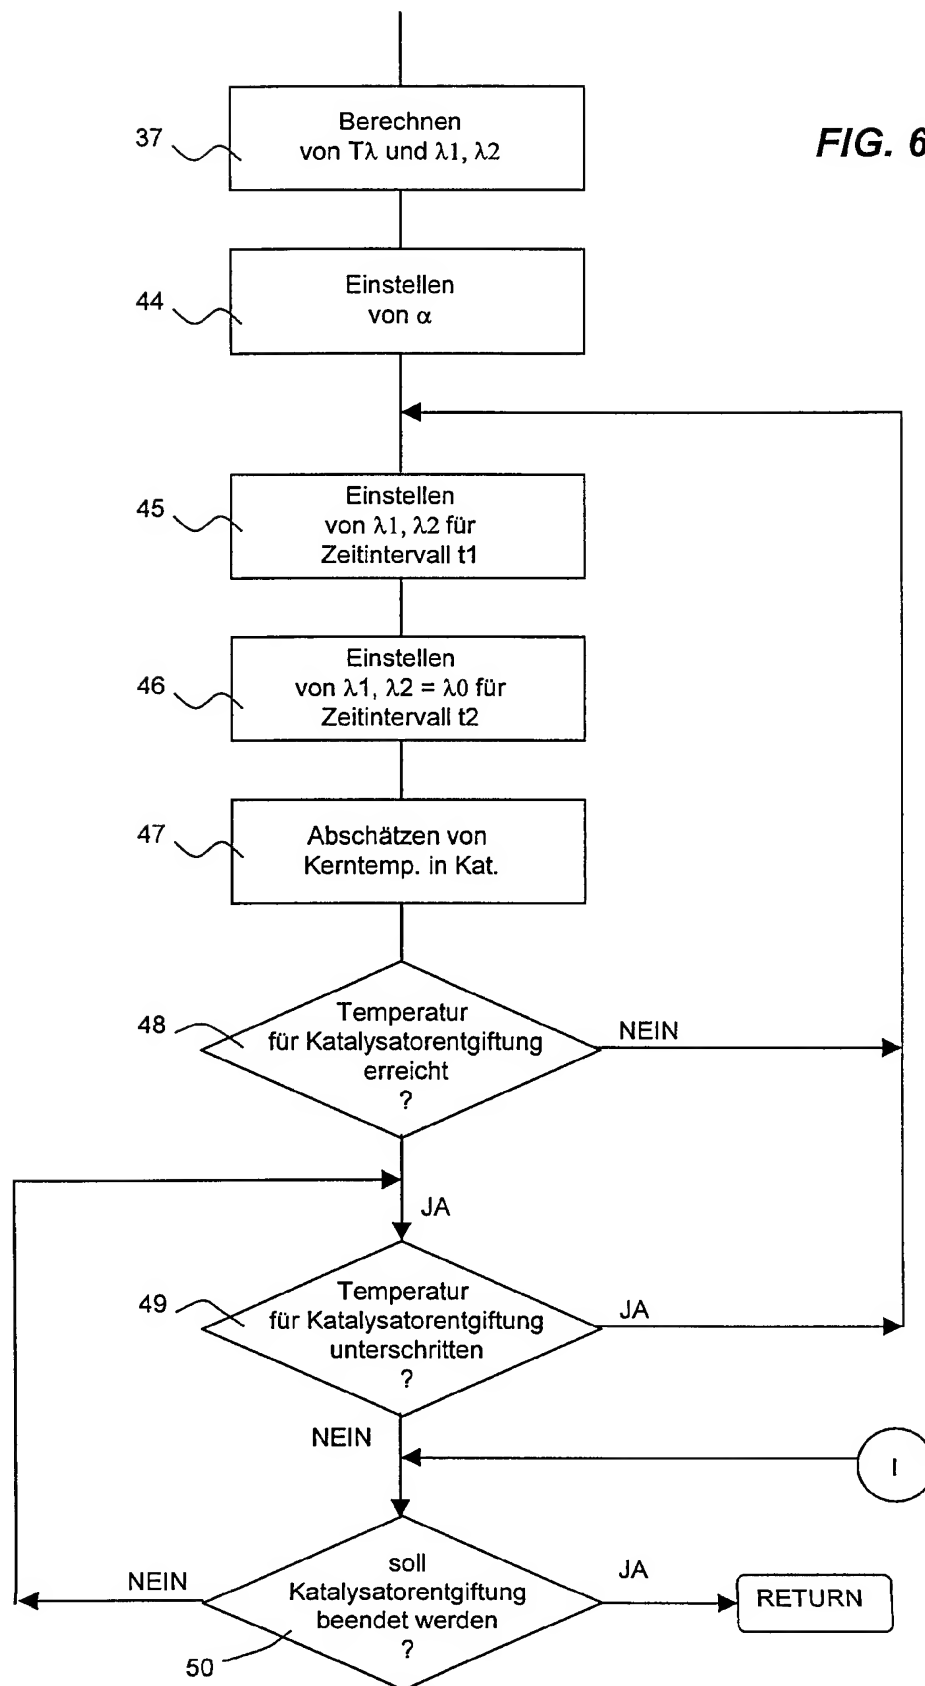 FIG. 6
37
Berechnen
von Tλ und λ1, λ2
44
Einstellen
von α
45
Einstellen
von λ1, λ2 für
Zeitintervall t1
46
Einstellen
von λ1, λ2 = λ0 für
Zeitintervall t2
47
Abschätzen von
Kerntemp. in Kat.
48
Temperatur
für Katalysatorentgiftung
erreicht
?
NEIN
JA
49
Temperatur
für Katalysatorentgiftung
unterschritten
?
JA
NEIN
I
50
soll
Katalysatorentgiftung
beendet werden
?
NEIN
JA
RETURN